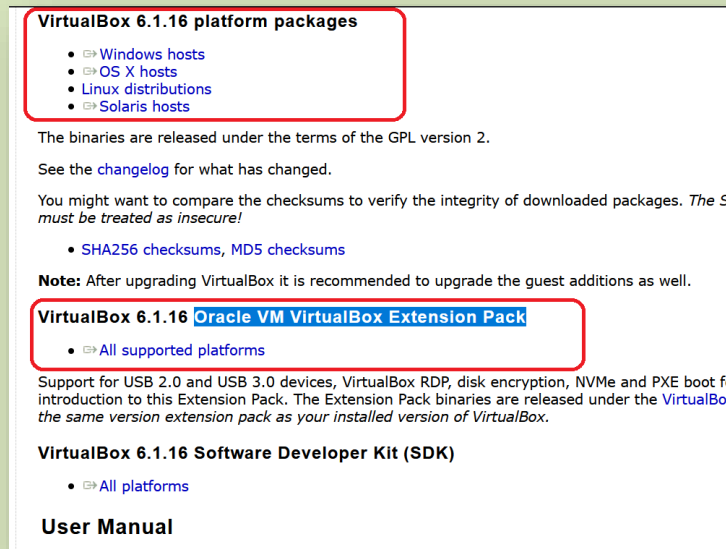 VirtualBox 6.1.16 platform packages
Windows hosts
OS X hosts
Linux distributions
Solaris hosts
The binaries are released under the terms of the GPL version 2.
See the changelog for what has changed.
You might want to compare the checksums to verify the integrity of downloaded packages. The
must be treated as insecure!
SHA256 checksums, MD5 checksums
Note: After upgrading VirtualBox it is recommended to upgrade the guest additions as well.
VirtualBox 6.1.16 Oracle VM VirtualBox Extension Pack
All supported platforms
Support for USB 2.0 and USB 3.0 devices, VirtualBox RDP, disk encryption, NVMe and PXE boot
introduction to this Extension Pack. The Extension Pack binaries are released under the
the same version extension pack as your installed version of VirtualBox.
VirtualBox 6.1.16 Software Developer Kit (SDK)
All platforms
User Manual